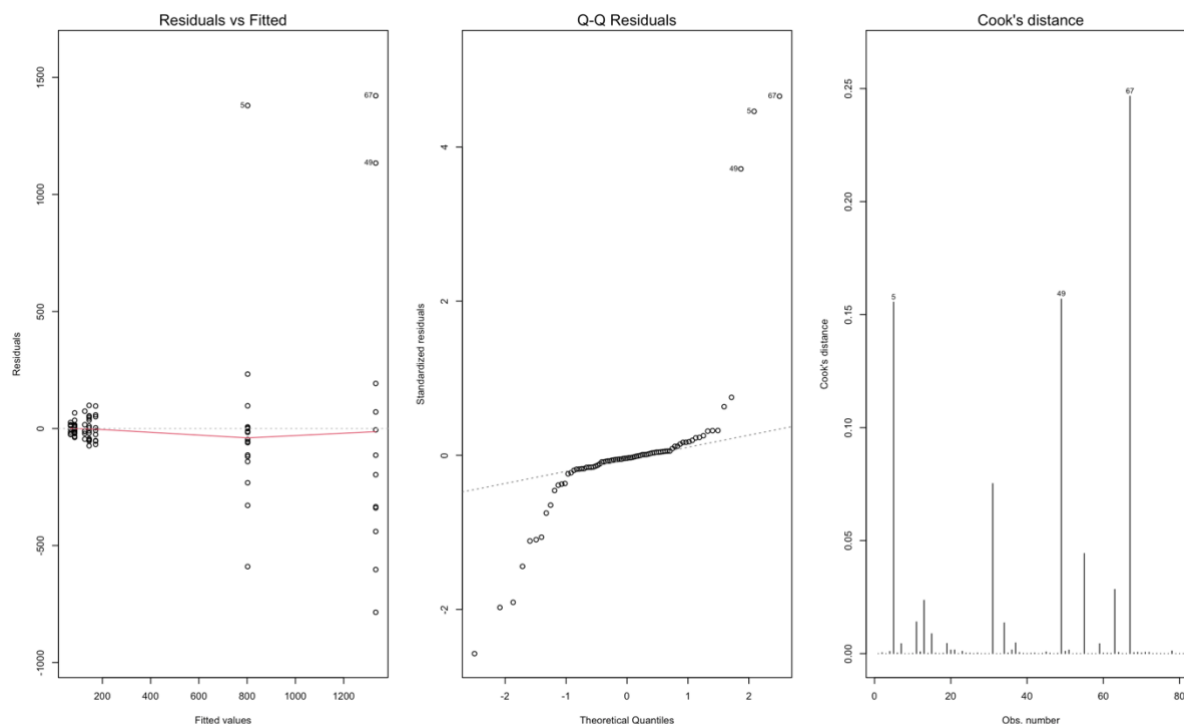 Residuals vs Fitted
1500
1000
500
0
-500
-1000
Residuals
67
5
49
200 400 600 800 1000 1200
Fitted values
Q-Q Residuals
4
2
0
-2
Standardized residuals
67
5
49
-2 -1 0 1 2
Theoretical Quantiles
Cook's distance
0.25
0.20
0.15
0.10
0.05
0.00
Cook's distance
67
5
49
0 20 40 60 80
Obs. number